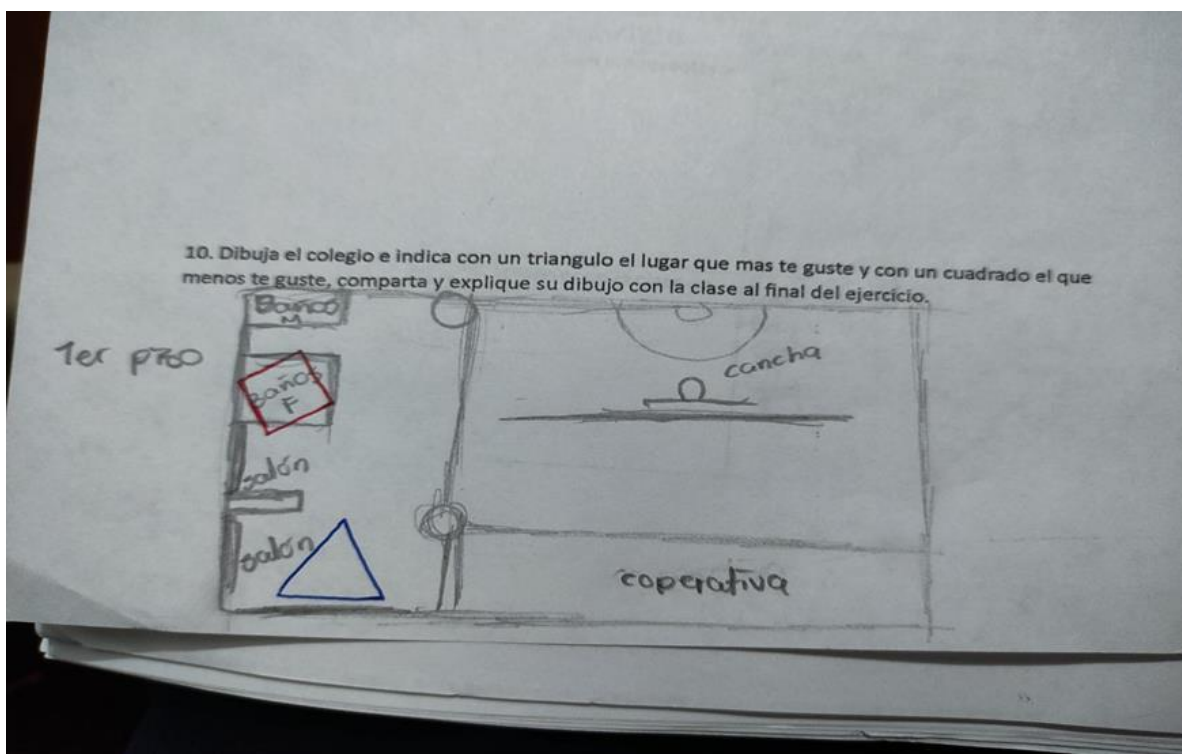 10. Dibuja el colegio e indica con un triangulo el lugar que mas te guste y con un cuadrado el que
menos te guste, comparta y explique su dibujo con la clase al final del ejercicio.
M
1er piso
Baños
F
cancha
salón
salón
coperativa